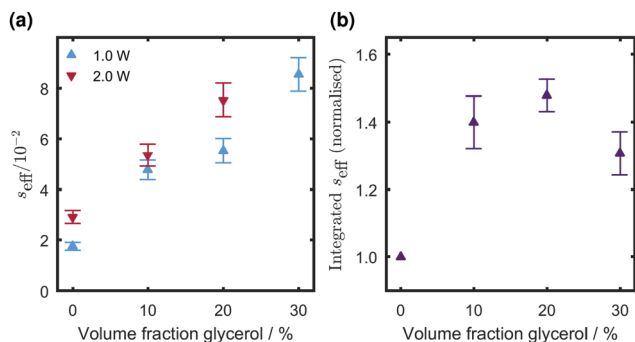 (a)
1.0 W
2.0 W
10
8
6
4
2
0
s_eff/10^−2
0 10 20 30
Volume fraction glycerol / %
(b)
1.6
1.4
1.2
1.0
Integrated s_eff (normalised)
0 10 20 30
Volume fraction glycerol / %